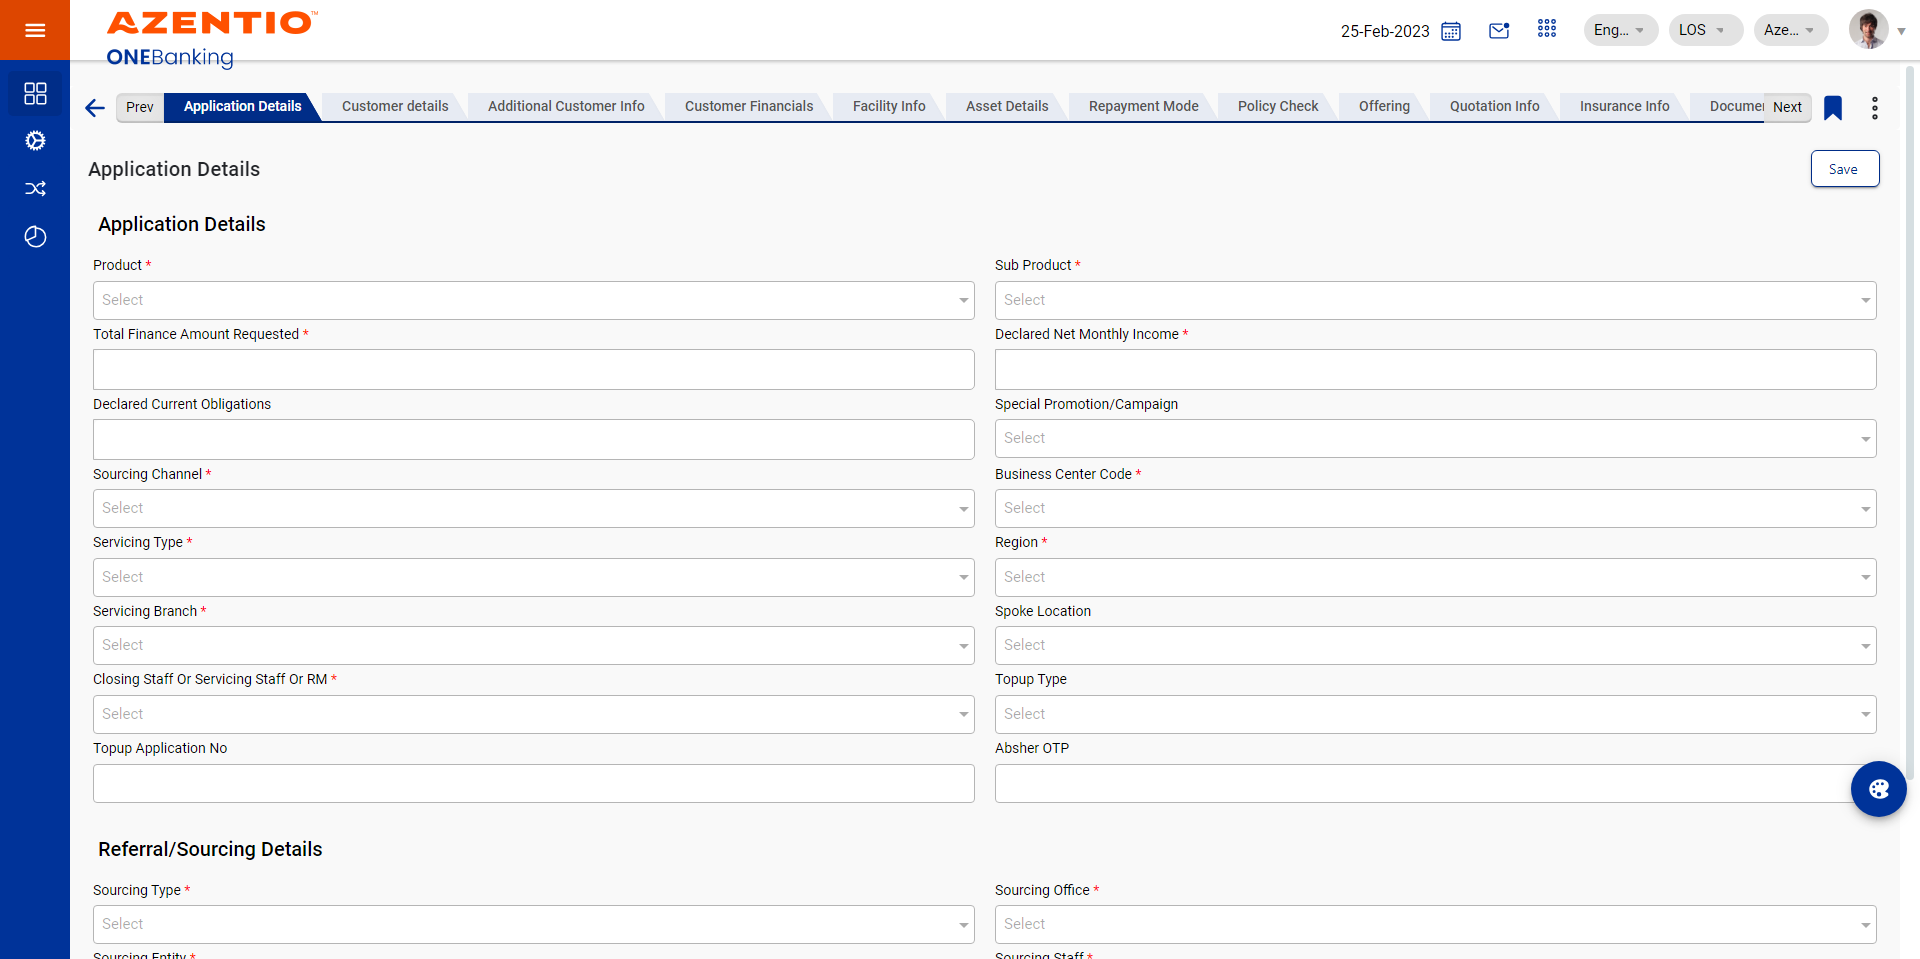 AZENTIO™
ONEBanking
25-Feb-2023
Eng...
LOS
Aze...
Prev
Application Details
Customer details
Additional Customer Info
Customer Financials
Facility Info
Asset Details
Repayment Mode
Policy Check
Offering
Quotation Info
Insurance Info
Documen
Next
Application Details
Save
Application Details
Product *
Sub Product *
Select
Select
Total Finance Amount Requested *
Declared Net Monthly Income *
Declared Current Obligations
Special Promotion/Campaign
Select
Sourcing Channel *
Business Center Code *
Select
Select
Servicing Type *
Region *
Select
Select
Servicing Branch *
Spoke Location
Select
Select
Closing Staff Or Servicing Staff Or RM *
Topup Type
Select
Select
Topup Application No
Absher OTP
Referral/Sourcing Details
Sourcing Type *
Sourcing Office *
Select
Select
Sourcing Entity *
Sourcing Staff *